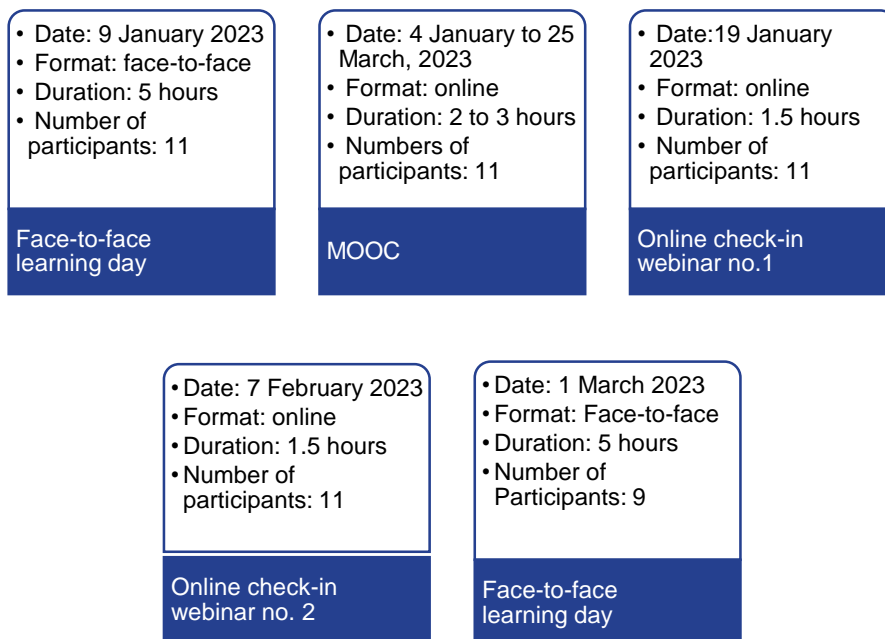 • Date: 9 January 2023
• Format: face-to-face
• Duration: 5 hours
• Number of
participants: 11
Face-to-face
learning day
• Date: 4 January to 25
March, 2023
• Format: online
• Duration: 2 to 3 hours
• Numbers of
participants: 11
MOOC
• Date:19 January
2023
• Format: online
• Duration: 1.5 hours
• Number of
participants: 11
Online check-in
webinar no.1
• Date: 7 February 2023
• Format: online
• Duration: 1.5 hours
• Number of
participants: 11
Online check-in
webinar no. 2
• Date: 1 March 2023
• Format: Face-to-face
• Duration: 5 hours
• Number of
Participants: 9
Face-to-face
learning day